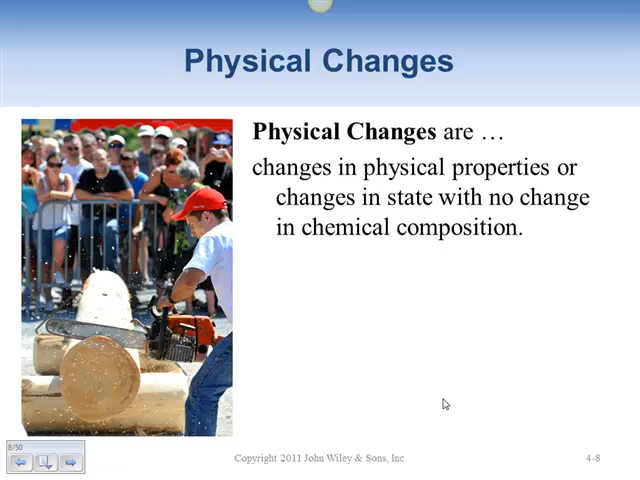 Physical Changes
Physical Changes are …
changes in physical properties or
changes in state with no change
in chemical composition.
8/50
Copyright 2011 John Wiley & Sons, Inc
4-8